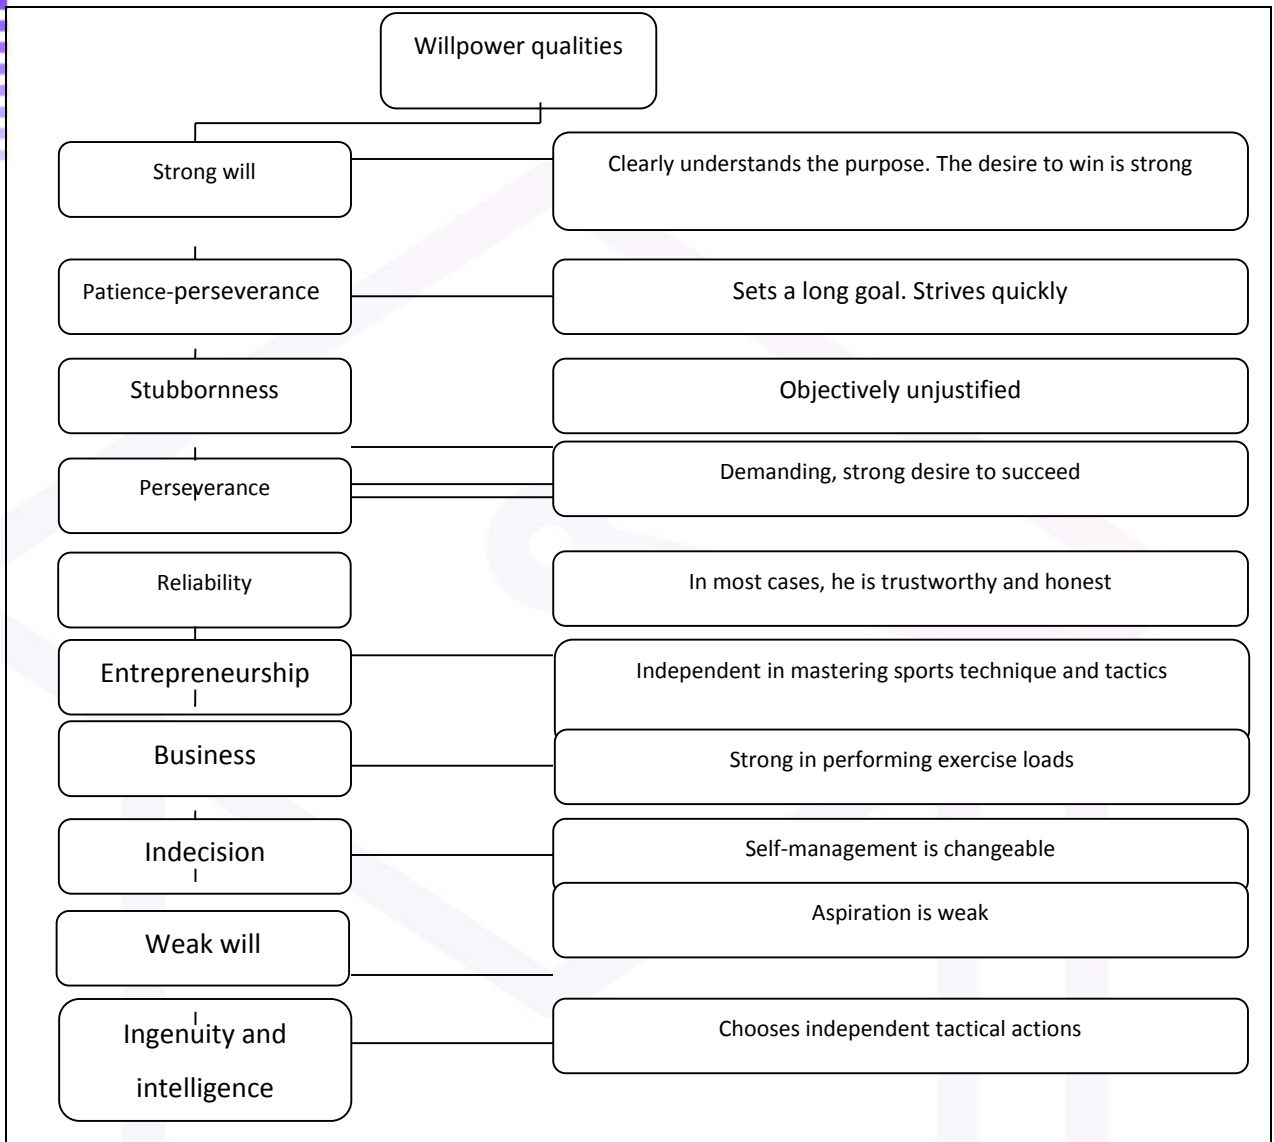 Willpower qualities
Strong will
Clearly understands the purpose. The desire to win is strong
Patience-perseverance
Sets a long goal. Strives quickly
Stubbornness
Objectively unjustified
Perseverance
Demanding, strong desire to succeed
Reliability
In most cases, he is trustworthy and honest
Entrepreneurship
Independent in mastering sports technique and tactics
Business
Strong in performing exercise loads
Indecision
Self-management is changeable
Weak will
Aspiration is weak
Ingenuity and
intelligence
Chooses independent tactical actions